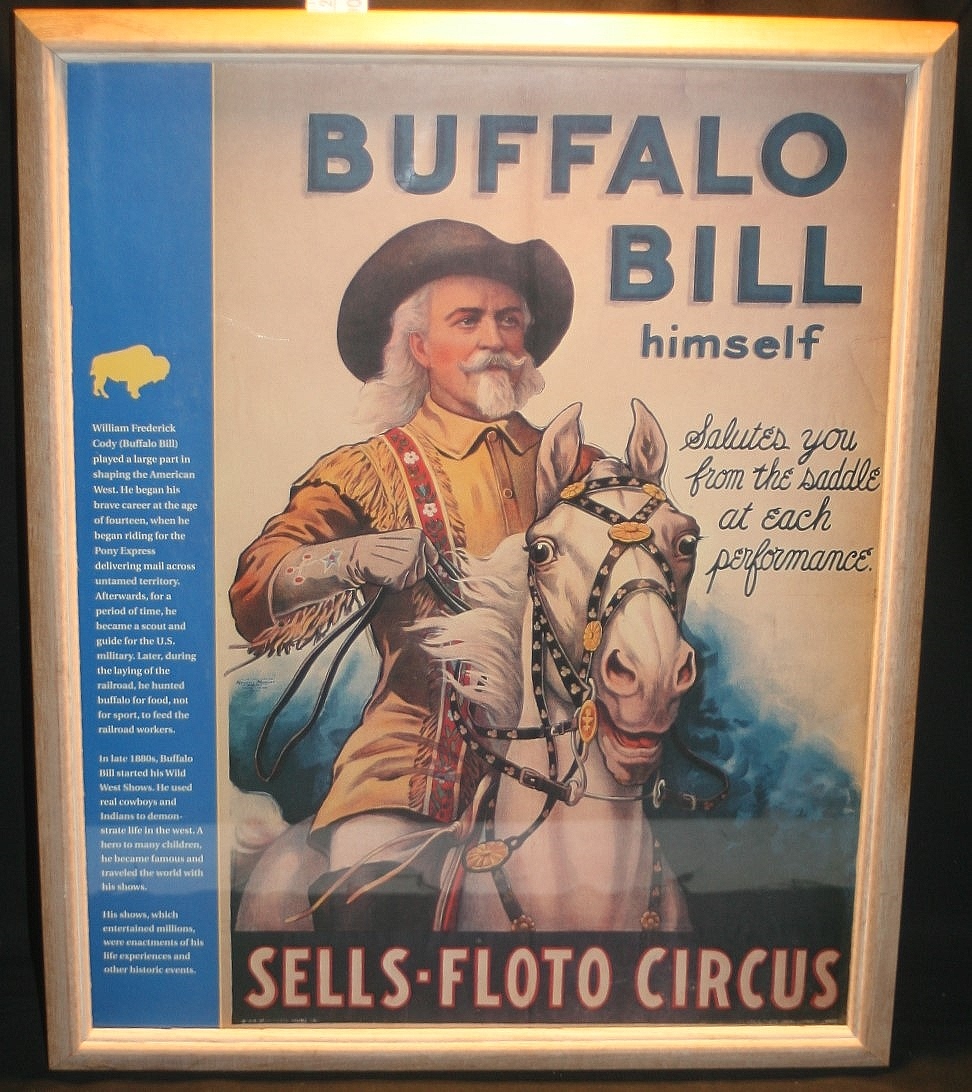 BUFFALO
BILL
himself
Salutes you
from the saddle
at each
performance.
William Frederick
Cody (Buffalo Bill)
played a large part in
shaping the American
West. He began his
brave career at the age
of fourteen, when he
began riding for the
Pony Express
delivering mail across
untamed territory.
Afterwards, for a
period of time, he
became a scout and
guide for the U.S.
military. Later, during
the laying of the
railroad, he hunted
buffalo for food, not
for sport, to feed the
railroad workers.
In late 1880s, Buffalo
Bill started his Wild
West Shows. He used
real cowboys and
Indians to demon-
strate life in the west. A
hero to many children,
he became famous and
traveled the world with
his shows.
His shows, which
entertained millions,
were enactments of his
life experiences and
other historic events.
SELLS-FLOTO CIRCUS